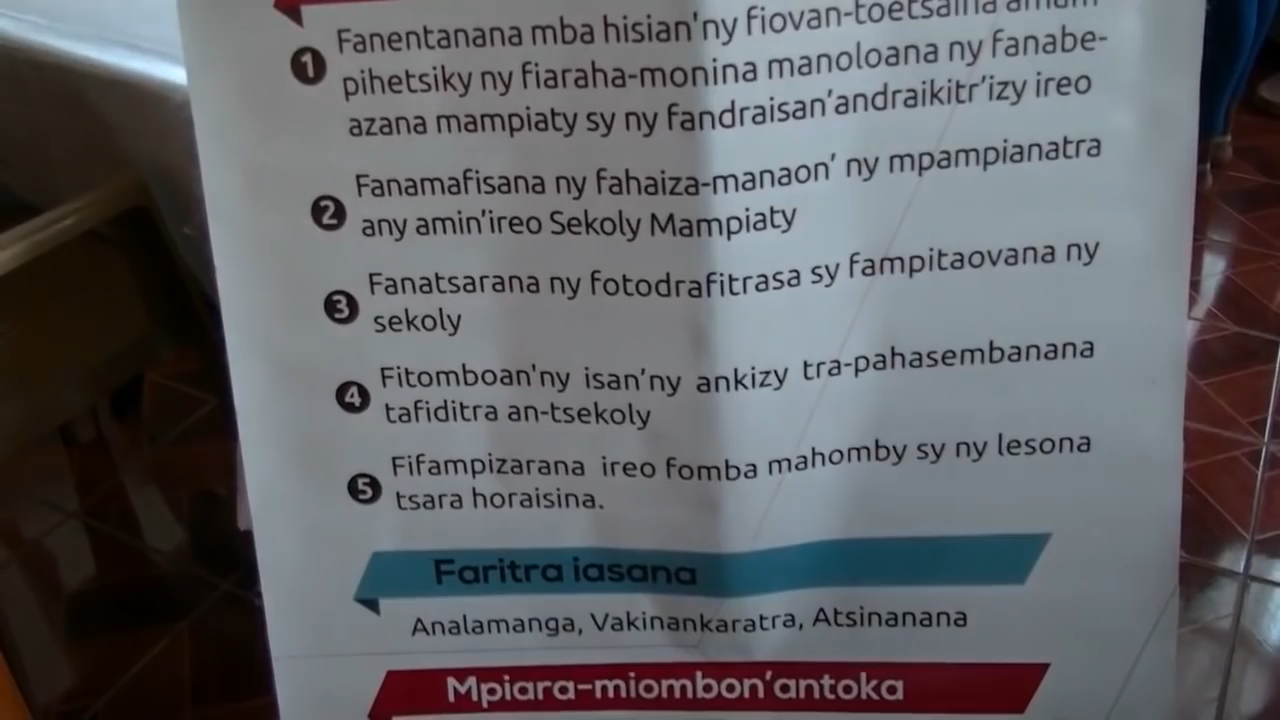 1 Fanentanana mba hisian'ny fiovan-toetsaina
pihetsiky ny fiaraha-monina manoloana ny fanabe-
azana mampiaty sy ny fandraisan’andraikitr’izy ireo
2 Fanamafisana ny fahaiza-manaon’ ny mpampianatra
any amin’ireo Sekoly Mampiaty
3 Fanatsarana ny fotodrafitrasa sy fampitaovana ny
sekoly
4 Fitomboan'ny isan’ny ankizy tra-pahasembanana
tafiditra an-tsekoly
5 Fifampizarana ireo fomba mahomby sy ny lesona
tsara horaisina.
Faritra iasana
Analamanga, Vakinankaratra, Atsinanana
Mpiara-miombon’antoka